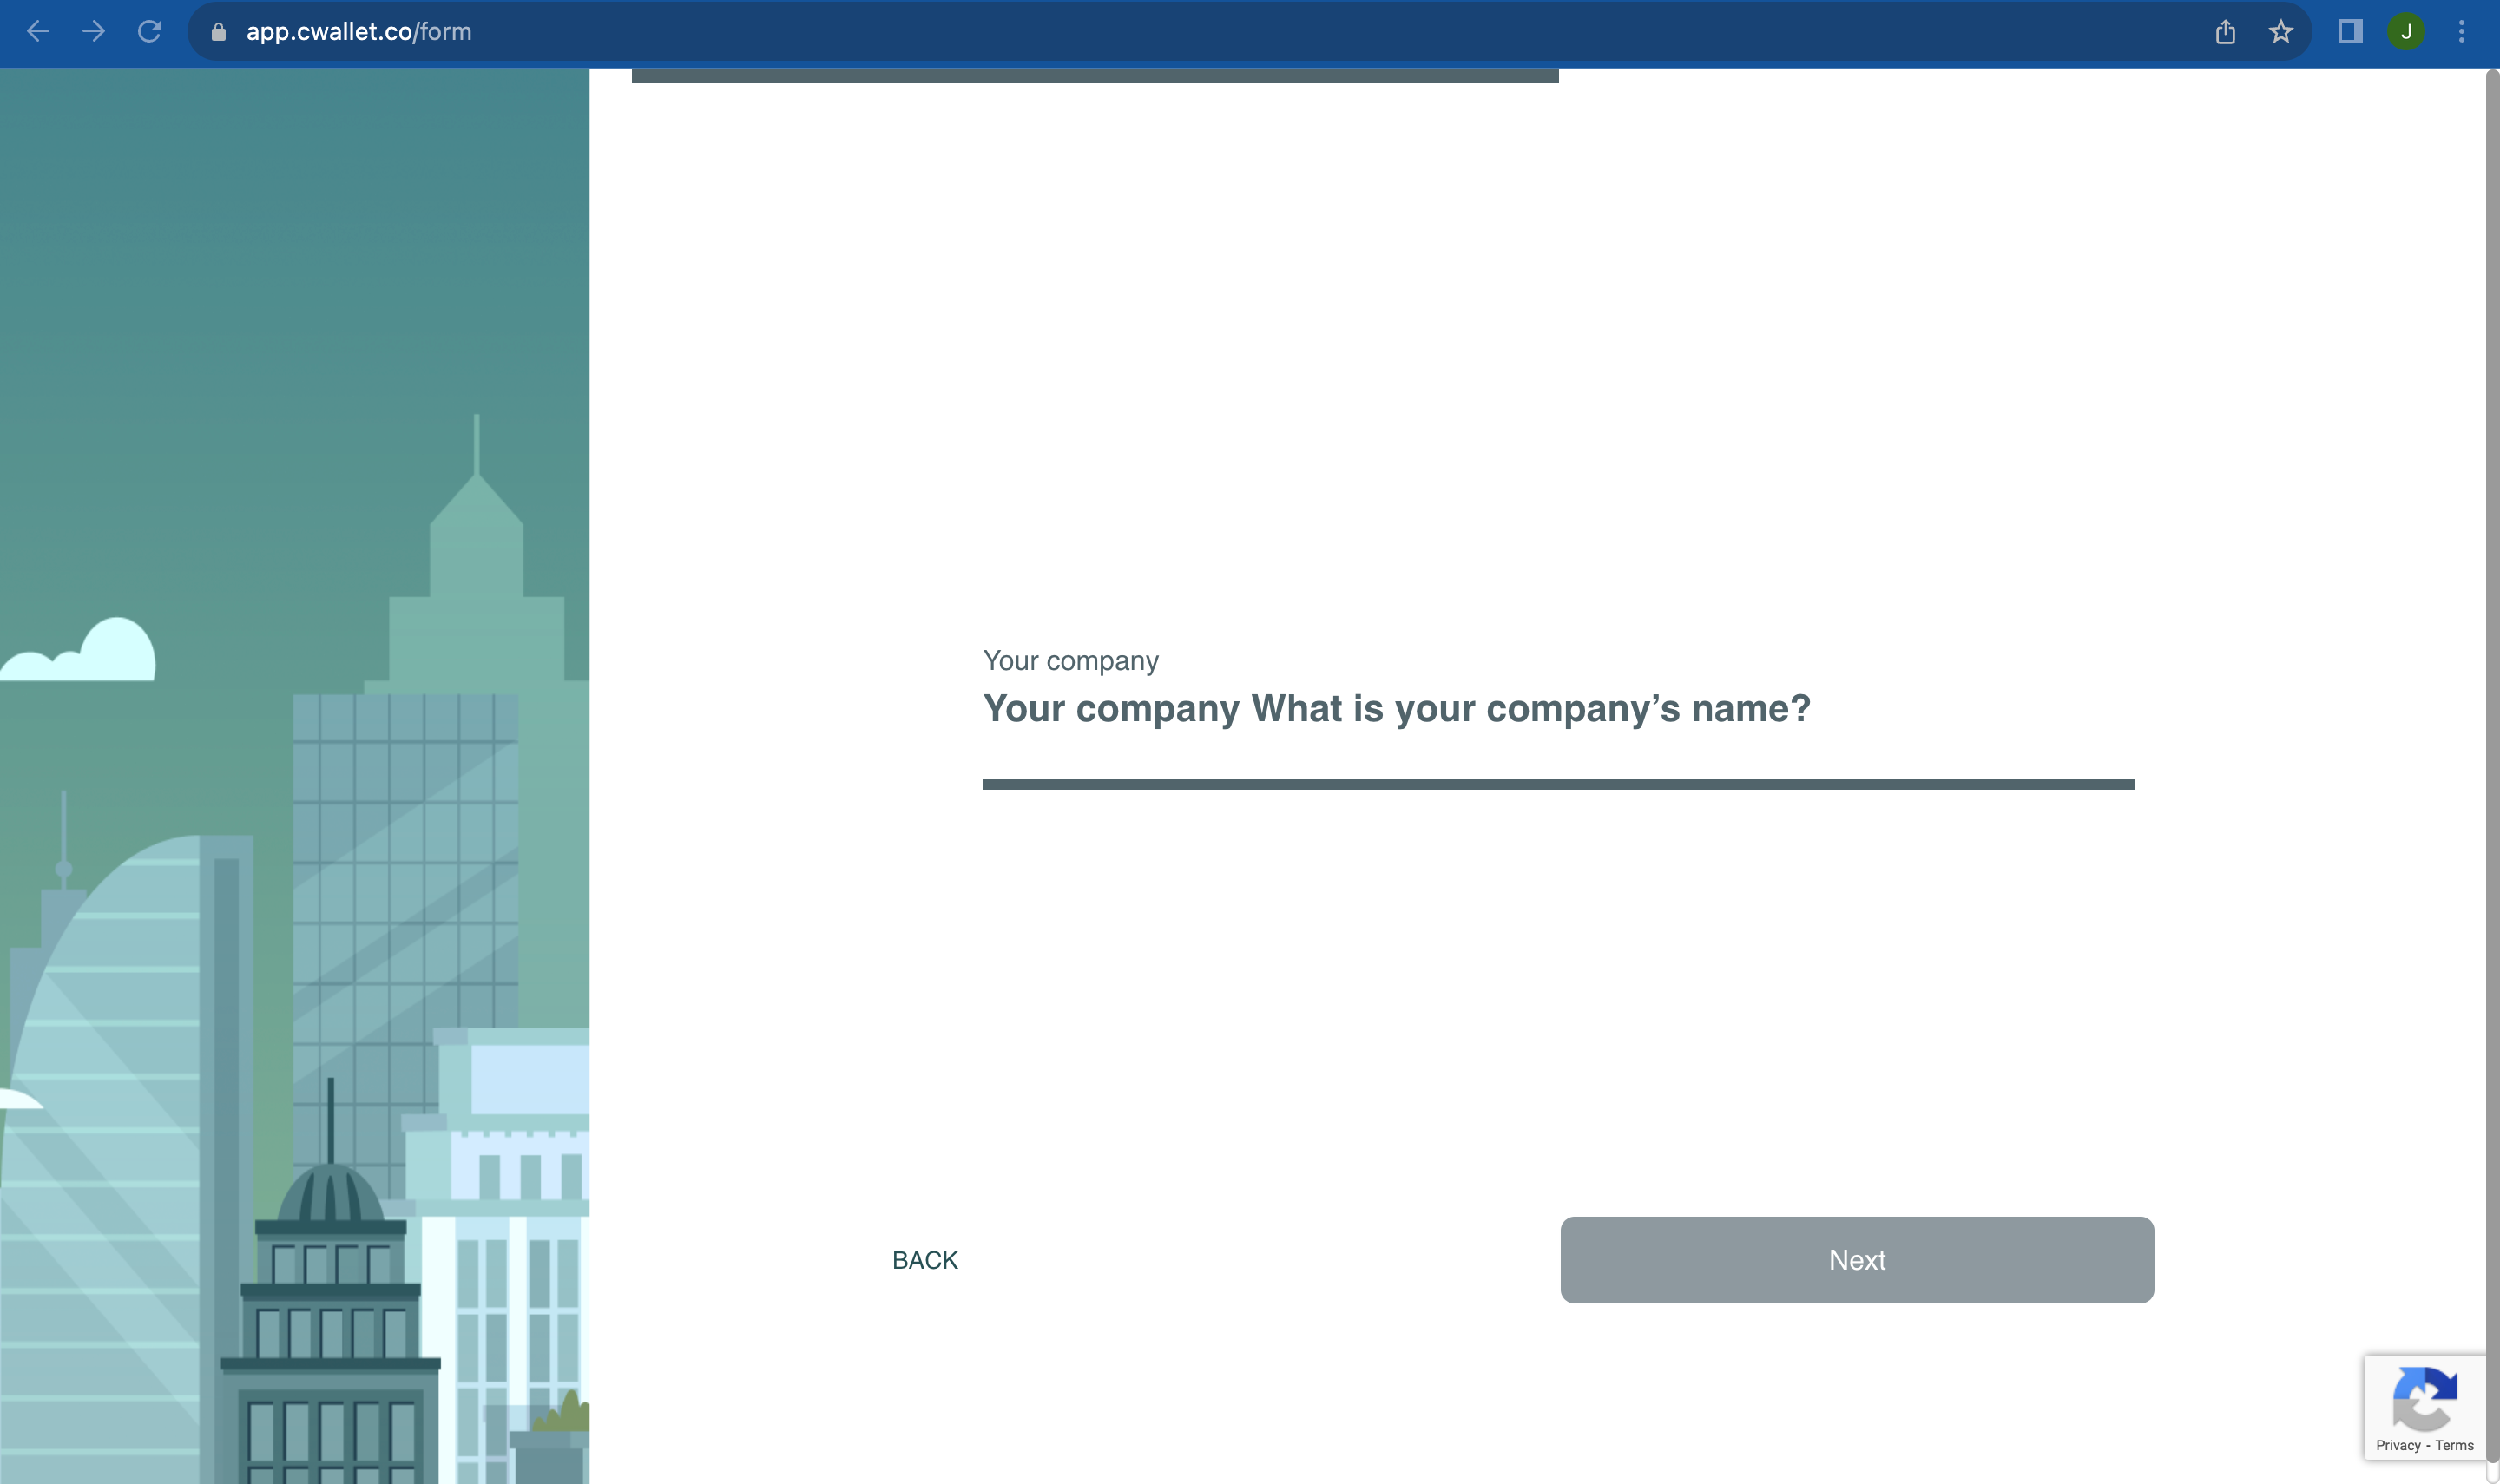 app.cwallet.co/form
J
Your company
Your company What is your company’s name?
BACK
Next
Privacy - Terms